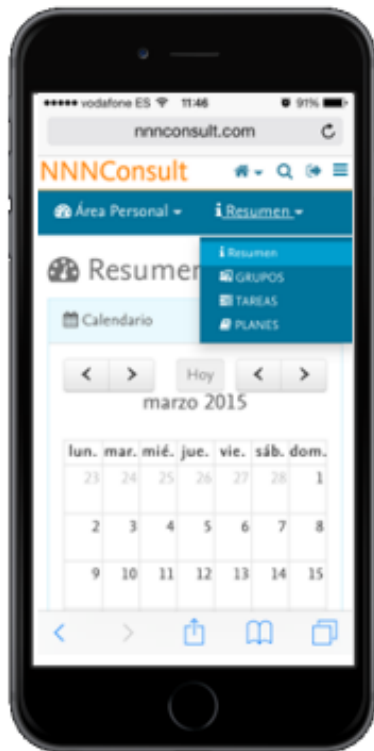 vodafone ES 11:46 91%
nnnconsult.com
NNNConsult
Área Personal Resumen
Resumen
Resumen
GRUPOS
Calendario
TAREAS
PLANES
Hoy
marzo 2015
lun. mar. mié. jue. vie. sáb. dom.
23 24 25 26 27 28 1
2 3 4 5 6 7 8
9 10 11 12 13 14 15